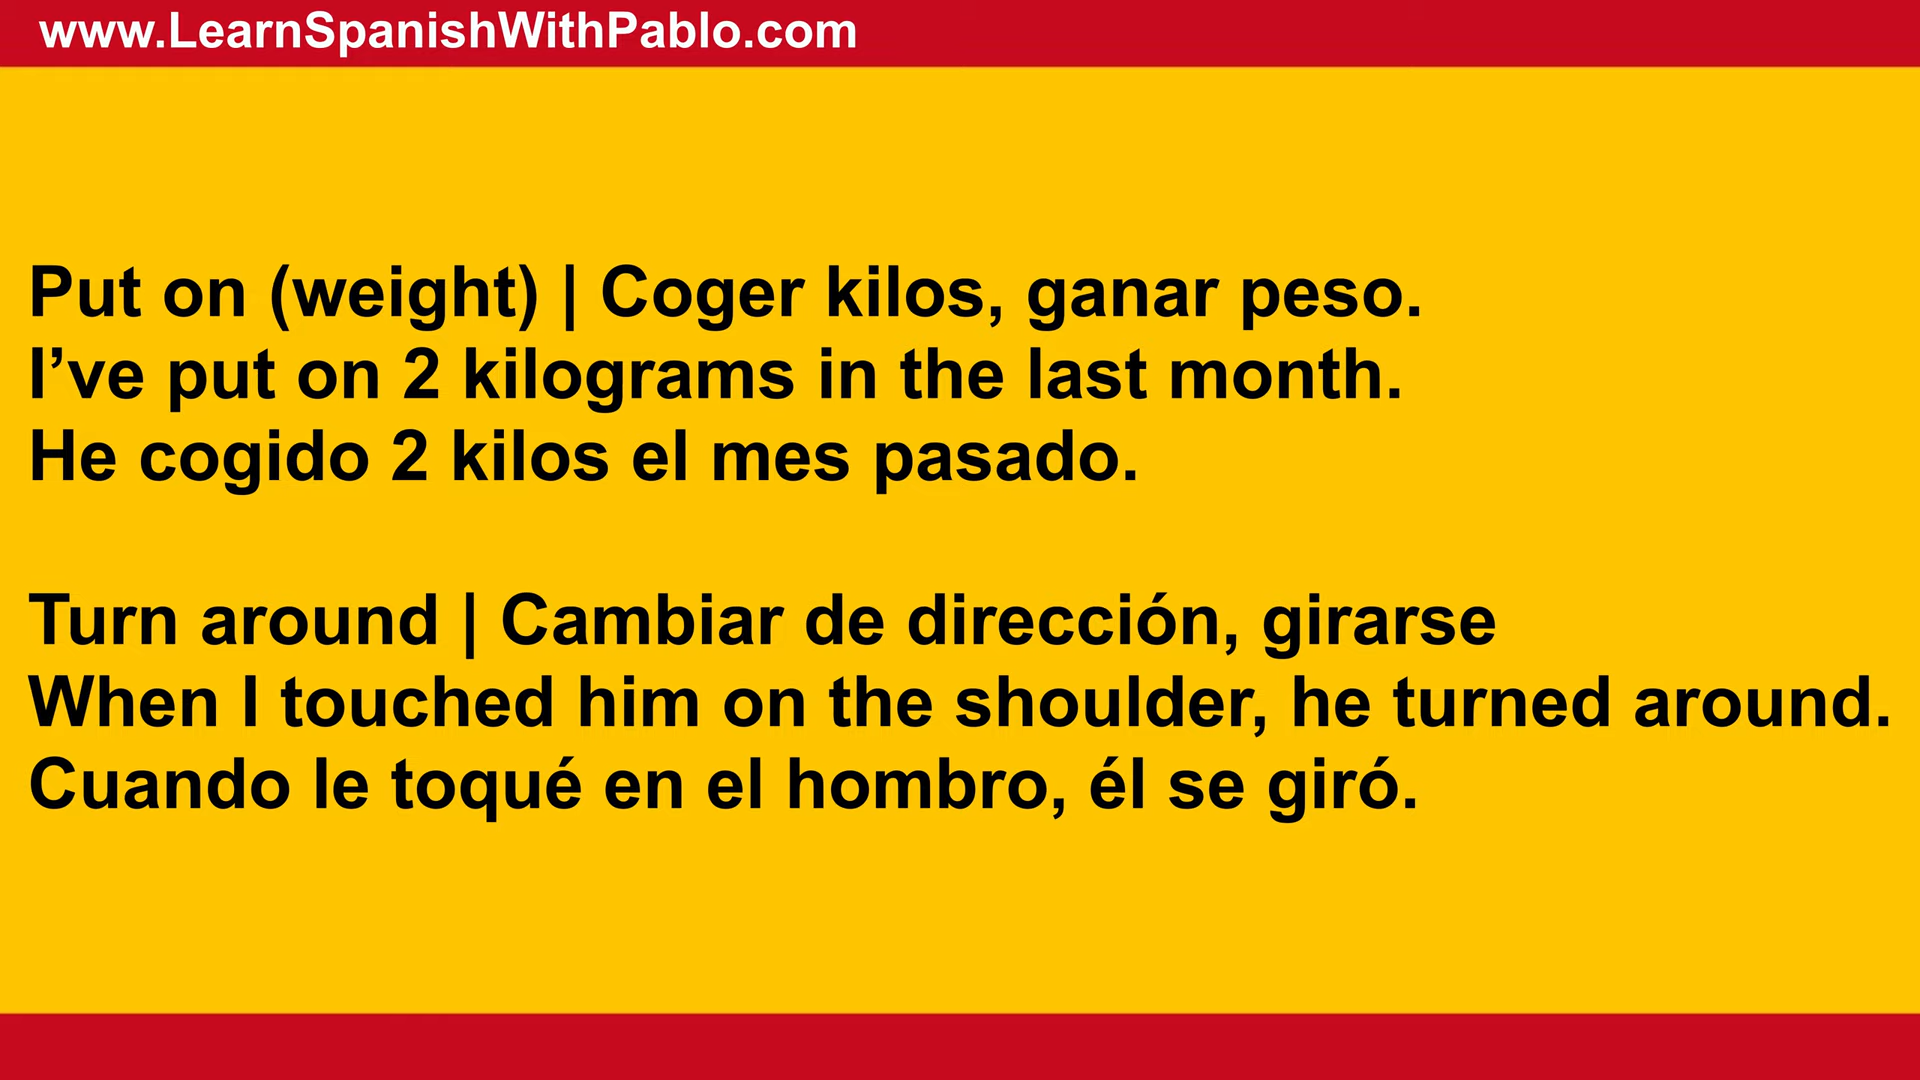 www.LearnSpanishWithPablo.com
Put on (weight) | Coger kilos, ganar peso.
I’ve put on 2 kilograms in the last month.
He cogido 2 kilos el mes pasado.
Turn around | Cambiar de dirección, girarse
When I touched him on the shoulder, he turned around.
Cuando le toqué en el hombro, él se giró.